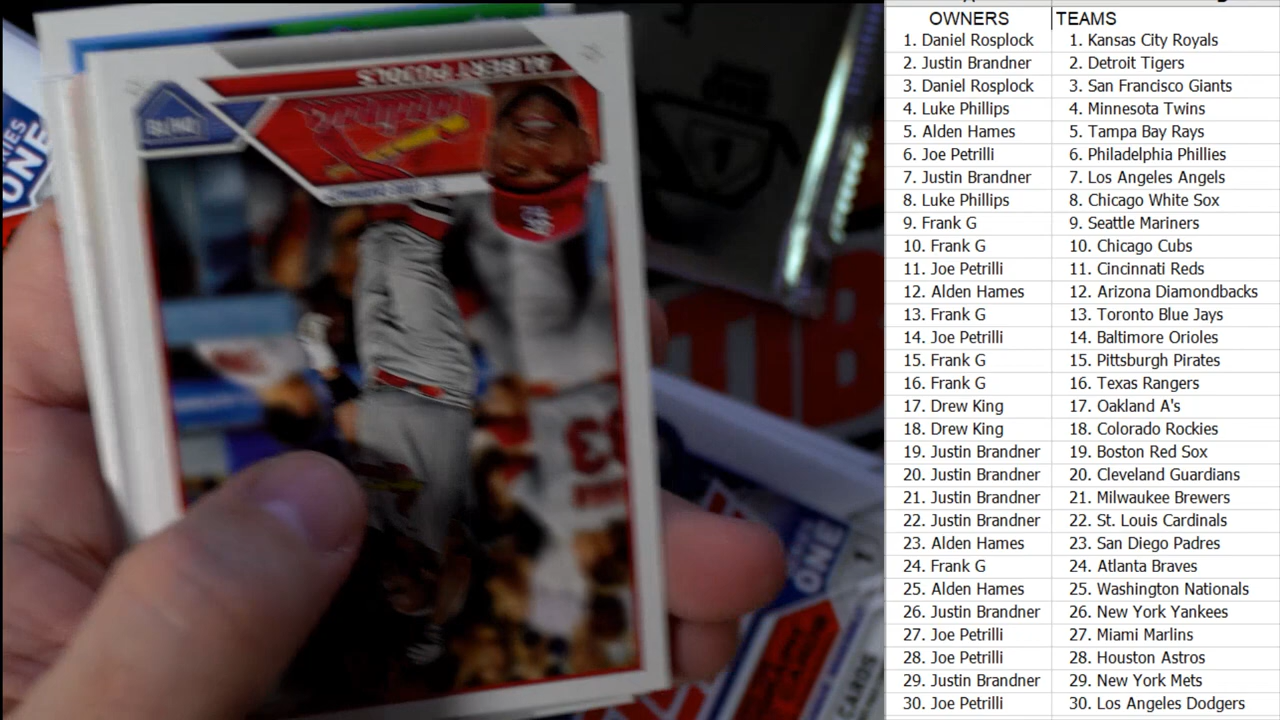 ALBERT PUJOLS
Cardinals
DH/1B
ONE
ONE
1
CARDS
OWNERS TEAMS
1. Daniel Rosplock 1. Kansas City Royals
2. Justin Brandner 2. Detroit Tigers
3. Daniel Rosplock 3. San Francisco Giants
4. Luke Phillips 4. Minnesota Twins
5. Alden Hames 5. Tampa Bay Rays
6. Joe Petrilli 6. Philadelphia Phillies
7. Justin Brandner 7. Los Angeles Angels
8. Luke Phillips 8. Chicago White Sox
9. Frank G 9. Seattle Mariners
10. Frank G 10. Chicago Cubs
11. Joe Petrilli 11. Cincinnati Reds
12. Alden Hames 12. Arizona Diamondbacks
13. Frank G 13. Toronto Blue Jays
14. Joe Petrilli 14. Baltimore Orioles
15. Frank G 15. Pittsburgh Pirates
16. Frank G 16. Texas Rangers
17. Drew King 17. Oakland A's
18. Drew King 18. Colorado Rockies
19. Justin Brandner 19. Boston Red Sox
20. Justin Brandner 20. Cleveland Guardians
21. Justin Brandner 21. Milwaukee Brewers
22. Justin Brandner 22. St. Louis Cardinals
23. Alden Hames 23. San Diego Padres
24. Frank G 24. Atlanta Braves
25. Alden Hames 25. Washington Nationals
26. Justin Brandner 26. New York Yankees
27. Joe Petrilli 27. Miami Marlins
28. Joe Petrilli 28. Houston Astros
29. Justin Brandner 29. New York Mets
30. Joe Petrilli 30. Los Angeles Dodgers